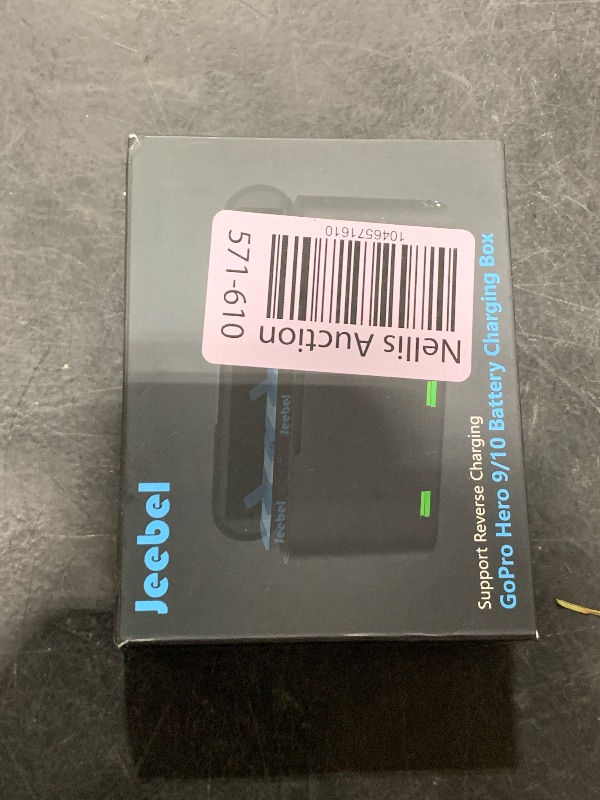 Jeebel
Jeebel
Jeebel
571-610
Nellis Auction
1046571610
Support Reverse Charging
GoPro Hero 9/10 Battery Charging Box